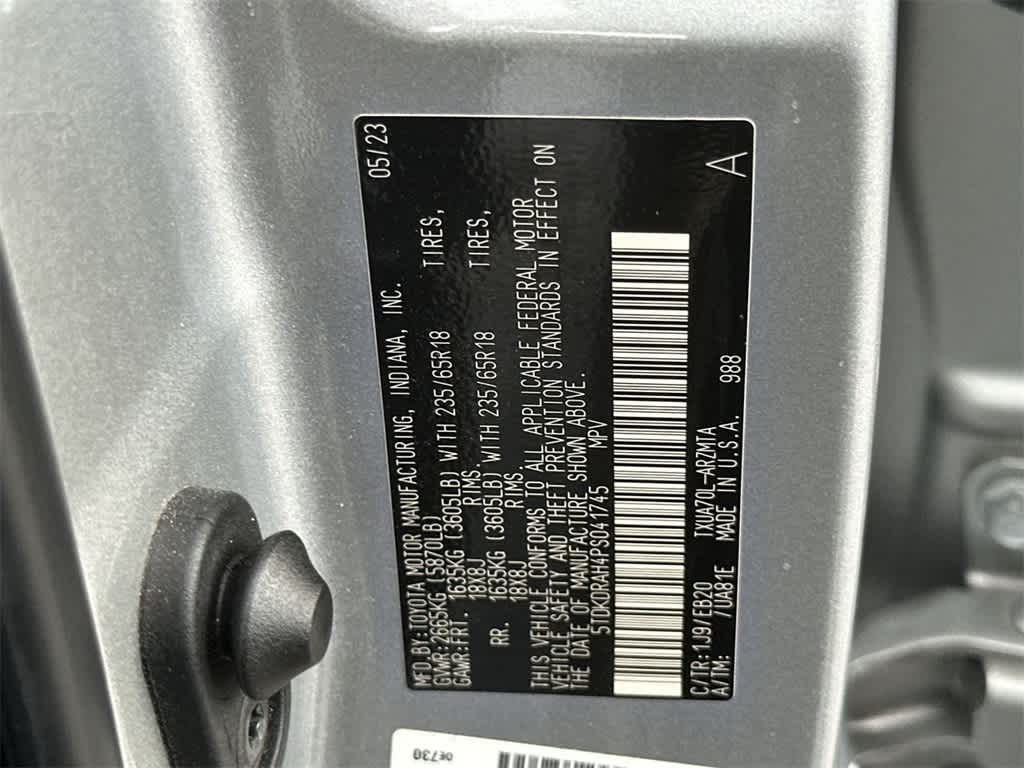 MFD. BY: TOYOTA MOTOR MANUFACTURING, INDIANA, INC. 05/23
GVWR: 2665KG (5870LB)
GAWR: FRT. 1635KG (3605LB) WITH 235/65R18 TIRES,
18X8J RIMS.
RR. 1635KG (3605LB) WITH 235/65R18 TIRES,
18X8J RIMS.
THIS VEHICLE CONFORMS TO ALL APPLICABLE FEDERAL MOTOR
VEHICLE SAFETY AND THEFT PREVENTION STANDARDS IN EFFECT ON
THE DATE OF MANUFACTURE SHOWN ABOVE.
5TDKDRAH4PS041745 MPV
C/TR: 1J9/EB20 TXUA70L-ARZMTA
A/TM: /UA81E MADE IN U.S.A. 988 A
0E730